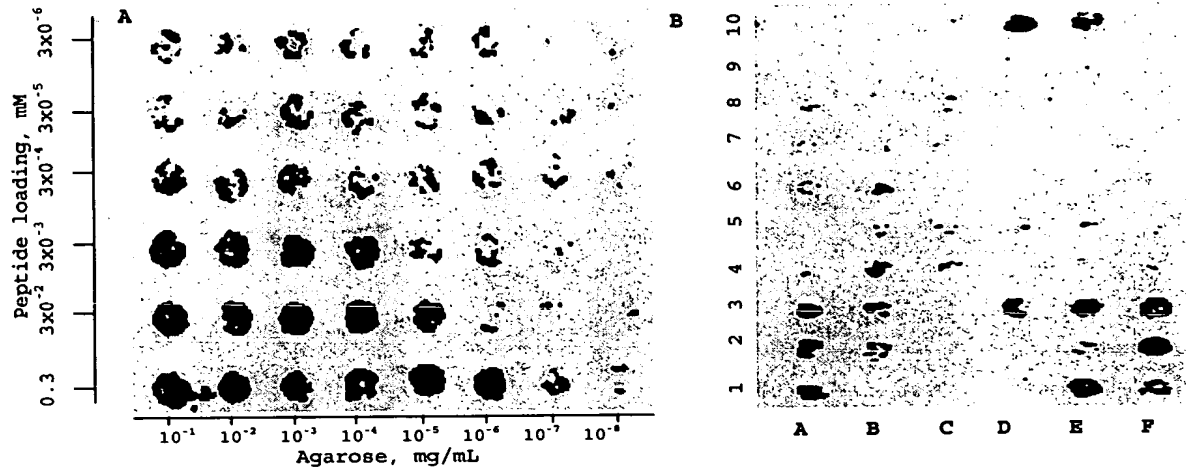 A
Peptide loading, mM
3x0⁻⁶
3x0⁻⁵
3x0⁻⁴
3x0⁻³
3x0⁻²
0.3
10⁻¹ 10⁻² 10⁻³ 10⁻⁴ 10⁻⁵ 10⁻⁶ 10⁻⁷ 10⁻⁸
Agarose, mg/mL
B
10
9
8
7
6
5
4
3
2
1
A B C D E F